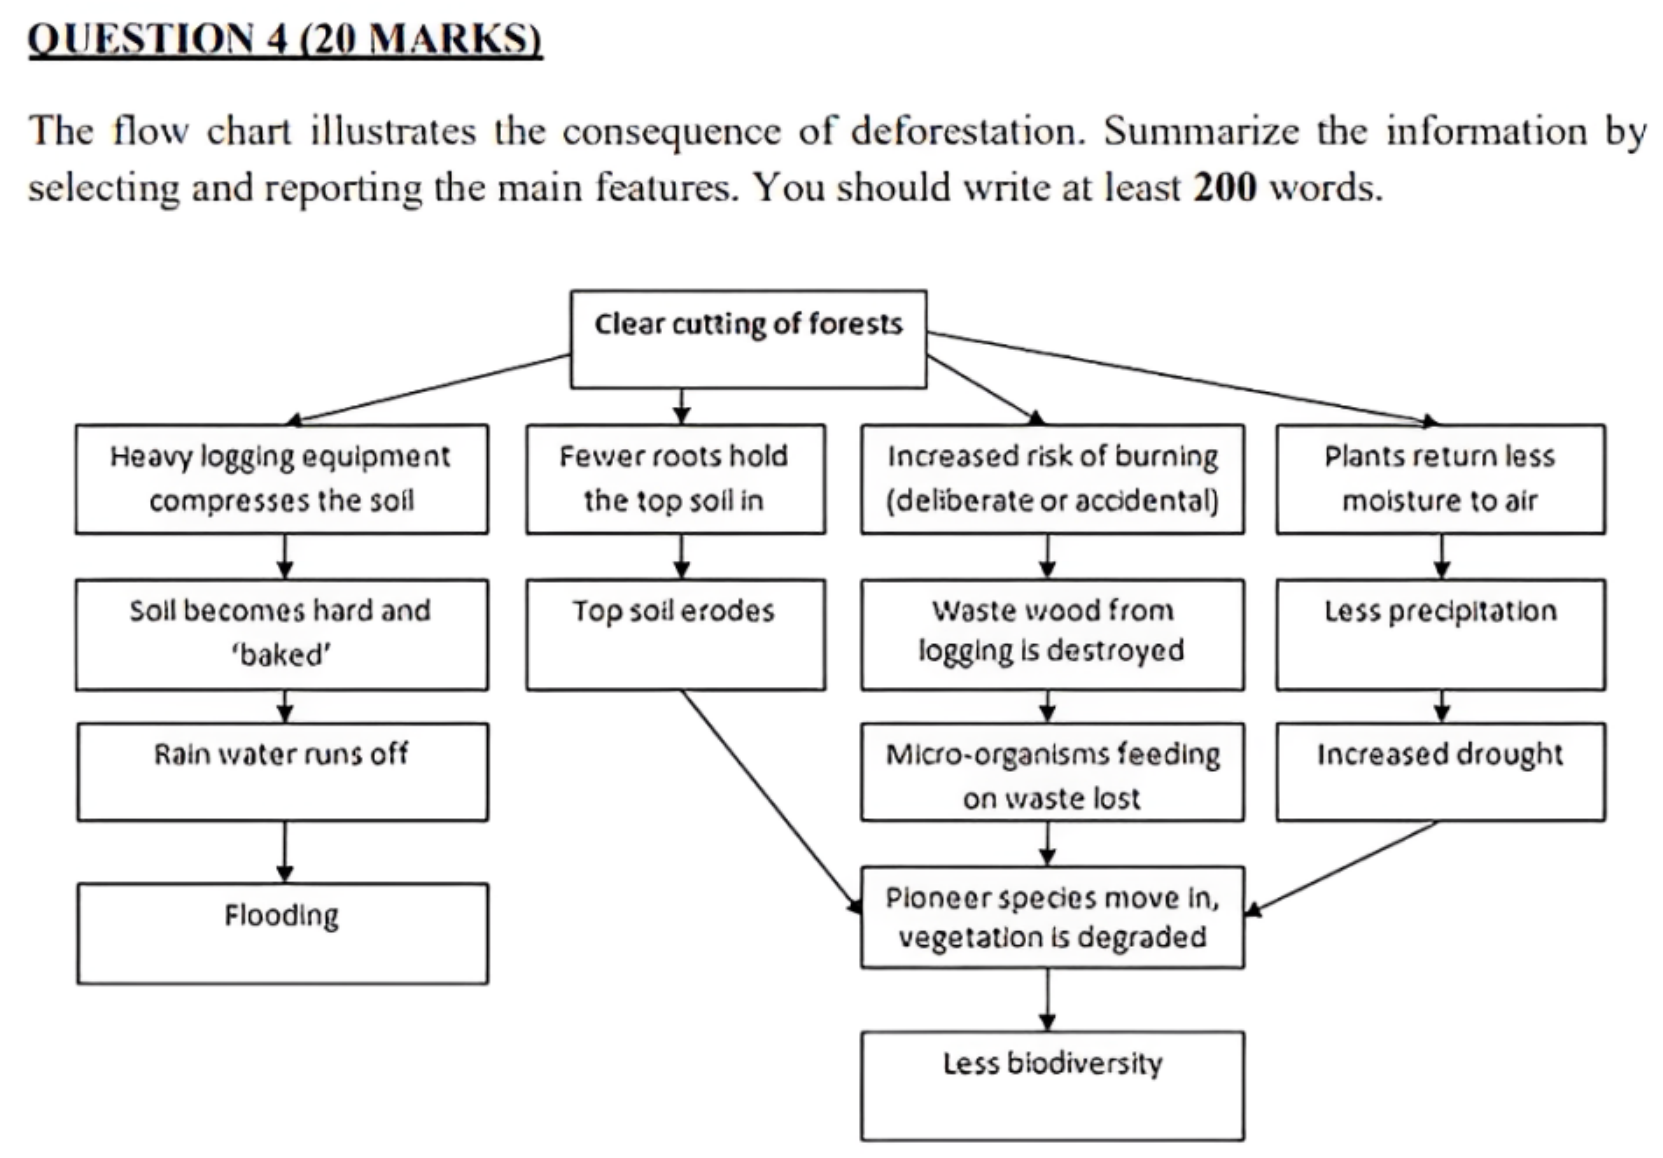 QUESTION 4 (20 MARKS)
The flow chart illustrates the consequence of deforestation. Summarize the information by
selecting and reporting the main features. You should write at least 200 words.
Clear cutting of forests
Heavy logging equipment
compresses the soil
Fewer roots hold
the top soil in
Increased risk of burning
(deliberate or accidental)
Plants return less
moisture to air
Soil becomes hard and
‘baked’
Top soil erodes
Waste wood from
logging is destroyed
Less precipitation
Rain water runs off
Micro-organisms feeding
on waste lost
Increased drought
Flooding
Pioneer species move in,
vegetation is degraded
Less biodiversity